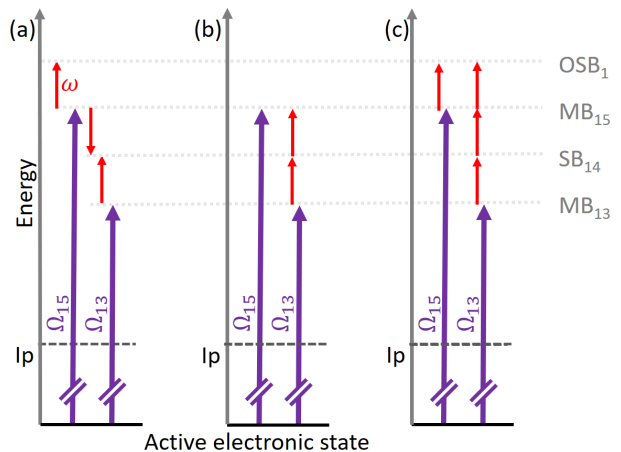 (a)
(b)
(c)
ω
OSB₁
MB₁₅
SB₁₄
MB₁₃
Energy
Ω₁₅
Ω₁₃
Ω₁₅
Ω₁₃
Ω₁₅
Ω₁₃
Ip
Ip
Ip
Active electronic state